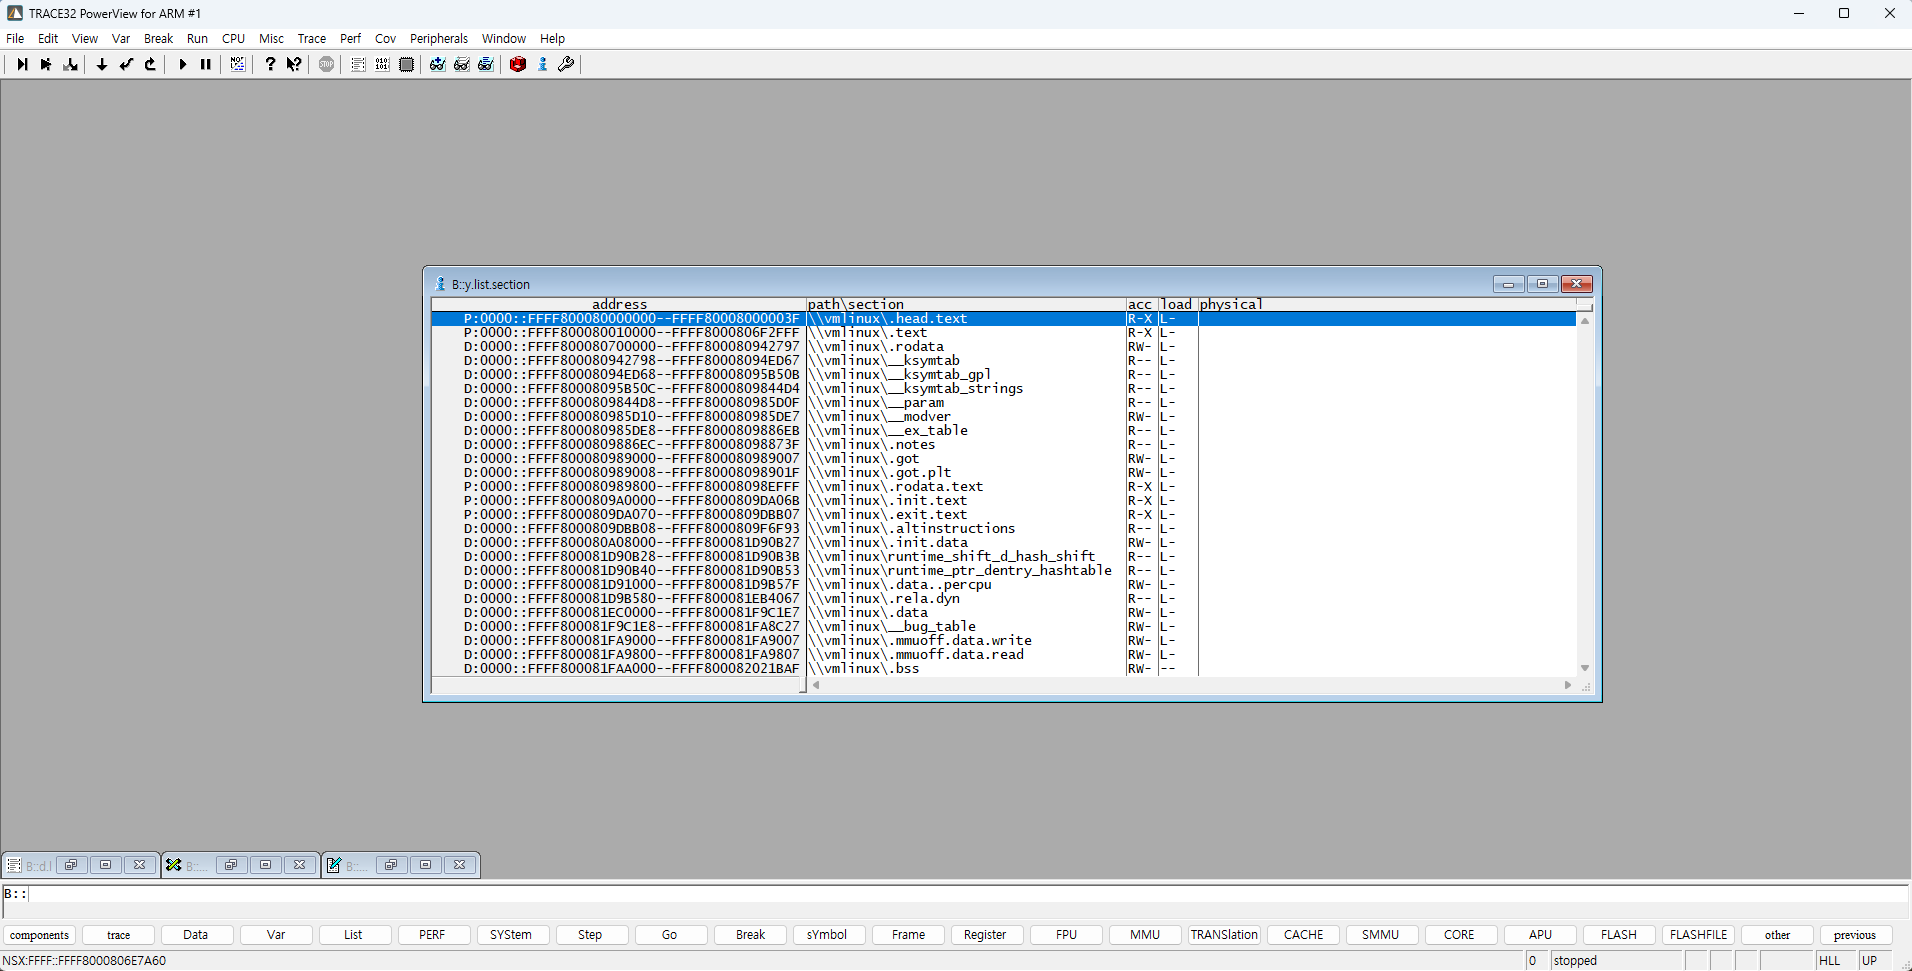 TRACE32 PowerView for ARM #1
File Edit View Var Break Run CPU Misc Trace Perf Cov Peripherals Window Help
B::y.list.section
address path\section acc load physical
P:0000::FFFF800080000000--FFFF80008000003F \\vmlinux\.head.text R-X L-
P:0000::FFFF800080010000--FFFF8000806F2FFF \\vmlinux\.text R-X L-
D:0000::FFFF800080700000--FFFF800080942797 \\vmlinux\.rodata RW- L-
D:0000::FFFF800080942798--FFFF80008094ED67 \\vmlinux\__ksymtab R-- L-
D:0000::FFFF80008094ED68--FFFF80008095B50B \\vmlinux\__ksymtab_gpl R-- L-
D:0000::FFFF80008095B50C--FFFF8000809844D4 \\vmlinux\__ksymtab_strings R-- L-
D:0000::FFFF8000809844D8--FFFF800080985D0F \\vmlinux\__param R-- L-
D:0000::FFFF800080985D10--FFFF800080985DE7 \\vmlinux\__modver RW- L-
D:0000::FFFF800080985DE8--FFFF8000809886EB \\vmlinux\__ex_table R-- L-
D:0000::FFFF8000809886EC--FFFF80008098873F \\vmlinux\.notes R-- L-
D:0000::FFFF800080989000--FFFF800080989007 \\vmlinux\.got RW- L-
D:0000::FFFF800080989008--FFFF80008098901F \\vmlinux\.got.plt RW- L-
P:0000::FFFF800080989800--FFFF80008098EFFF \\vmlinux\.rodata.text R-X L-
P:0000::FFFF8000809A0000--FFFF8000809DA06B \\vmlinux\.init.text R-X L-
P:0000::FFFF8000809DA070--FFFF8000809DBB07 \\vmlinux\.exit.text R-X L-
D:0000::FFFF8000809DBB08--FFFF8000809F6F93 \\vmlinux\.altinstructions R-- L-
D:0000::FFFF800080A08000--FFFF800081D90B27 \\vmlinux\.init.data RW- L-
D:0000::FFFF800081D90B28--FFFF800081D90B3B \\vmlinux\runtime_shift_d_hash_shift R-- L-
D:0000::FFFF800081D90B40--FFFF800081D90B53 \\vmlinux\runtime_ptr_dentry_hashtable R-- L-
D:0000::FFFF800081D91000--FFFF800081D9B57F \\vmlinux\.data..percpu RW- L-
D:0000::FFFF800081D9B580--FFFF800081EB4067 \\vmlinux\.rela.dyn R-- L-
D:0000::FFFF800081EC0000--FFFF800081F9C1E7 \\vmlinux\.data RW- L-
D:0000::FFFF800081F9C1E8--FFFF800081FA8C27 \\vmlinux\__bug_table RW- L-
D:0000::FFFF800081FA9000--FFFF800081FA9007 \\vmlinux\.mmuoff.data.write RW- L-
D:0000::FFFF800081FA9800--FFFF800081FA9807 \\vmlinux\.mmuoff.data.read RW- L-
D:0000::FFFF800081FAA000--FFFF800082021BAF \\vmlinux\.bss RW- --
B::d.l B::... B::...
B::
components trace Data Var List PERF SYStem Step Go Break sYmbol Frame Register FPU MMU TRANSlation CACHE SMMU CORE APU FLASH FLASHFILE other previous
NSX:FFFF::FFFF8000806E7A60 0 stopped HLL UP